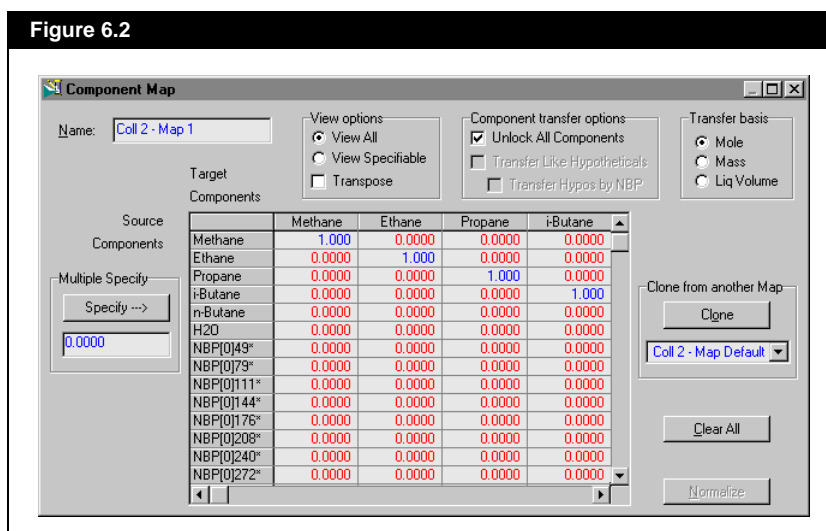 Figure 6.2
Component Map
Name: Coll 2 - Map 1
View options
View All
View Specifiable
Transpose
Component transfer options
Unlock All Components
Transfer Like Hypotheticals
Transfer Hypos by NBP
Transfer basis
Mole
Mass
Liq Volume
Target
Components
Source
Components
Multiple Specify
Specify --->
0.0000
Methane Ethane Propane i-Butane
Methane 1.000 0.0000 0.0000 0.0000
Ethane 0.0000 1.000 0.0000 0.0000
Propane 0.0000 0.0000 1.000 0.0000
i-Butane 0.0000 0.0000 0.0000 1.000
n-Butane 0.0000 0.0000 0.0000 0.0000
H2O 0.0000 0.0000 0.0000 0.0000
NBP[0]49* 0.0000 0.0000 0.0000 0.0000
NBP[0]79* 0.0000 0.0000 0.0000 0.0000
NBP[0]111* 0.0000 0.0000 0.0000 0.0000
NBP[0]144* 0.0000 0.0000 0.0000 0.0000
NBP[0]176* 0.0000 0.0000 0.0000 0.0000
NBP[0]208* 0.0000 0.0000 0.0000 0.0000
NBP[0]240* 0.0000 0.0000 0.0000 0.0000
NBP[0]272* 0.0000 0.0000 0.0000 0.0000
Clone from another Map
Clone
Coll 2 - Map Default
Clear All
Normalize